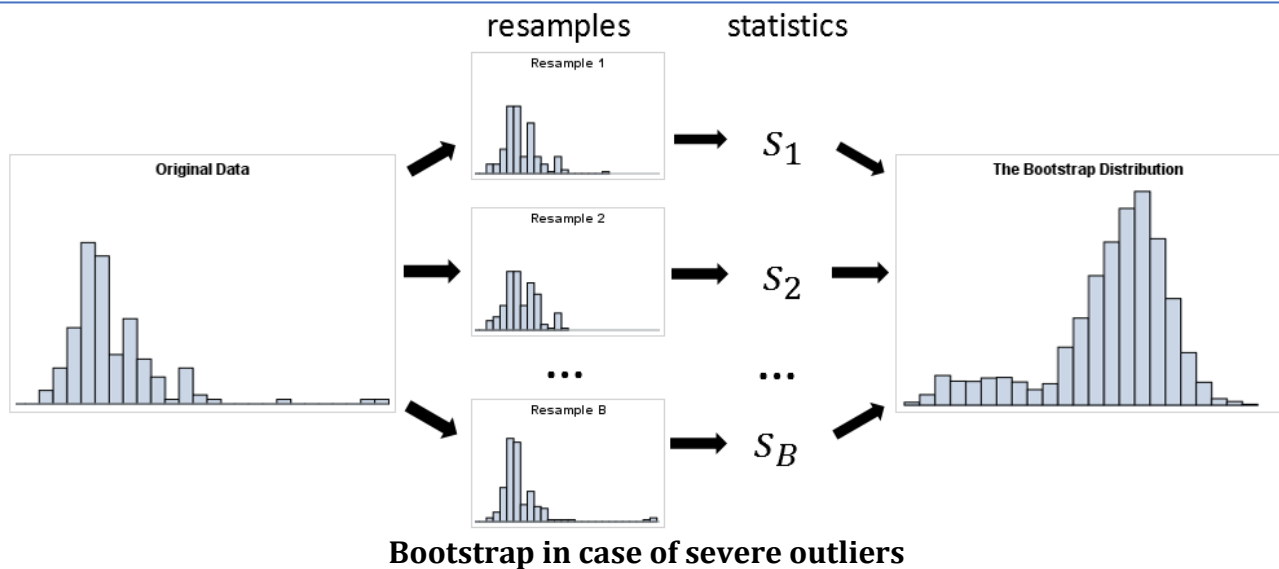 resamples statistics
Resample 1
S₁
Original Data
The Bootstrap Distribution
Resample 2
S₂
... ...
Resample B
S_B
Bootstrap in case of severe outliers